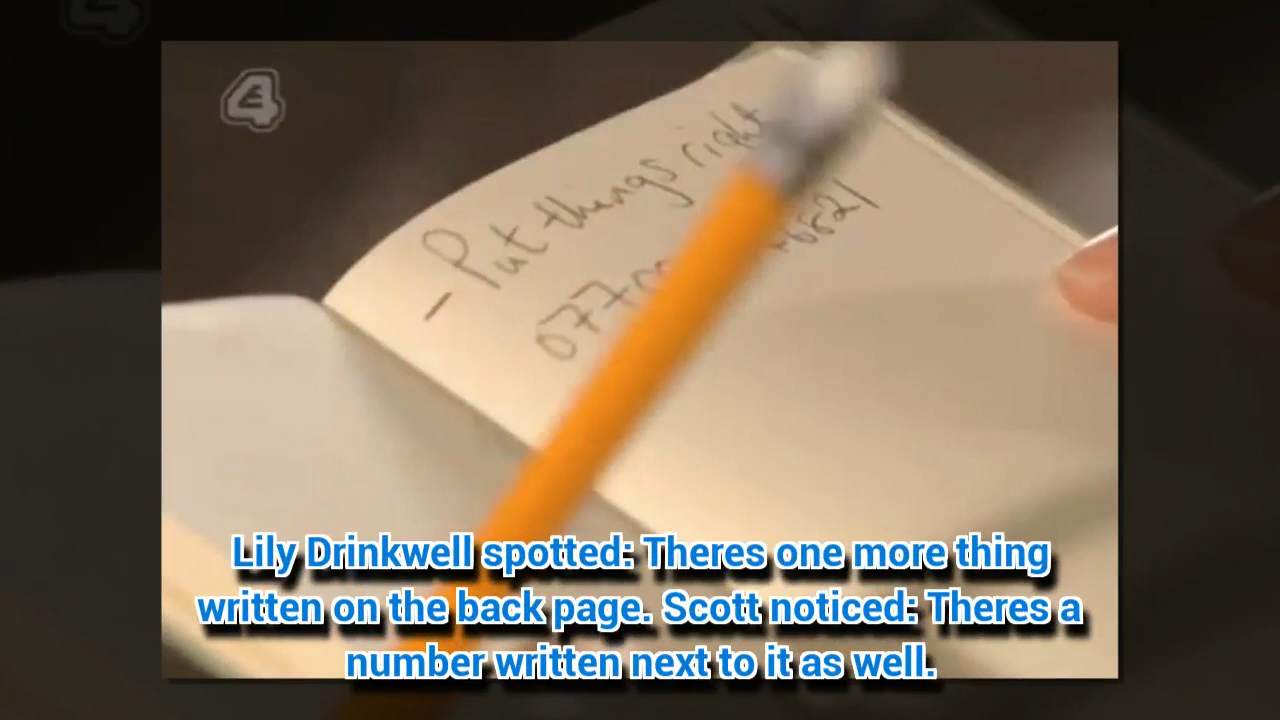 4
- Put things right
Lily Drinkwell spotted: Theres one more thing
written on the back page. Scott noticed: Theres a
number written next to it as well.